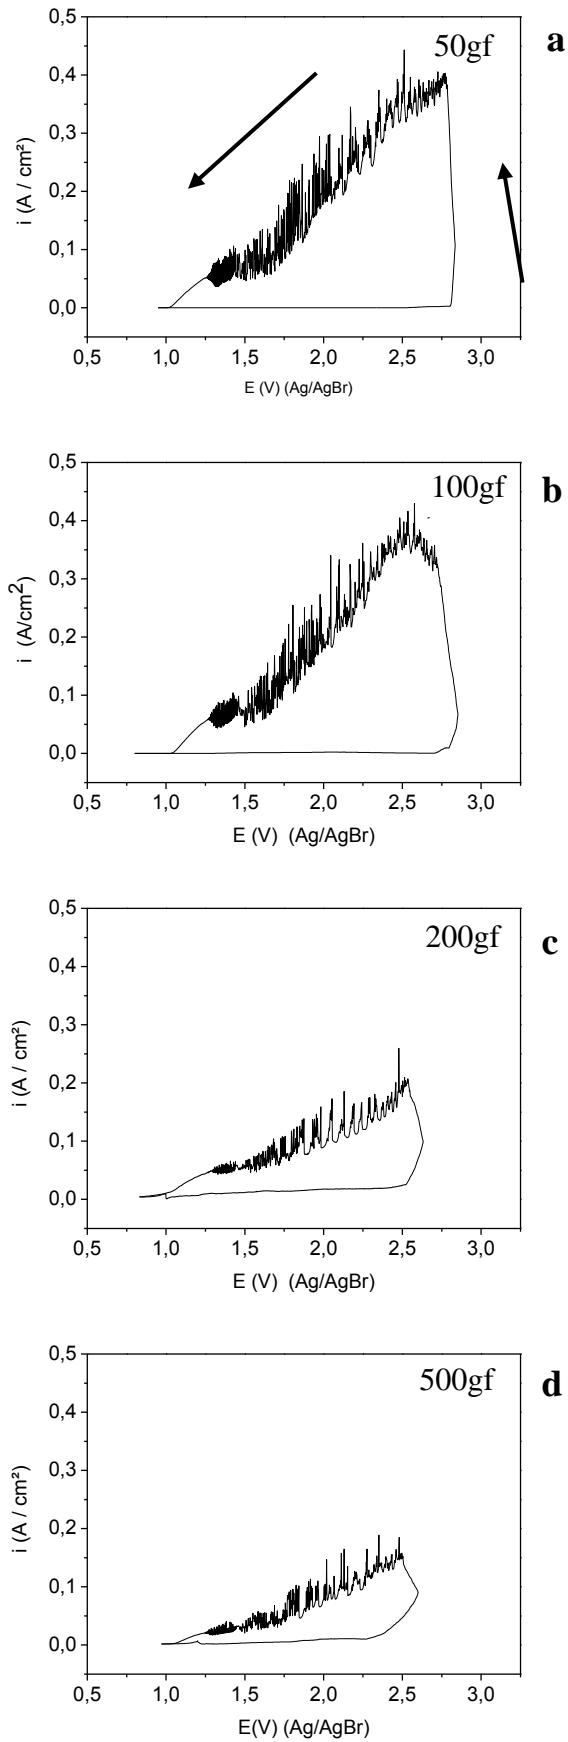 0,5
50gf
a
0,4
0,3
0,2
0,1
0,0
i (A / cm²)
0,5 1,0 1,5 2,0 2,5 3,0
E (V) (Ag/AgBr)
0,5
100gf
b
0,4
0,3
0,2
0,1
0,0
i (A/cm²)
0,5 1,0 1,5 2,0 2,5 3,0
E (V) (Ag/AgBr)
0,5
200gf
c
0,4
0,3
0,2
0,1
0,0
i (A / cm²)
0,5 1,0 1,5 2,0 2,5 3,0
E (V) (Ag/AgBr)
0,5
500gf
d
0,4
0,3
0,2
0,1
0,0
i (A / cm²)
0,5 1,0 1,5 2,0 2,5 3,0
E(V) (Ag/AgBr)